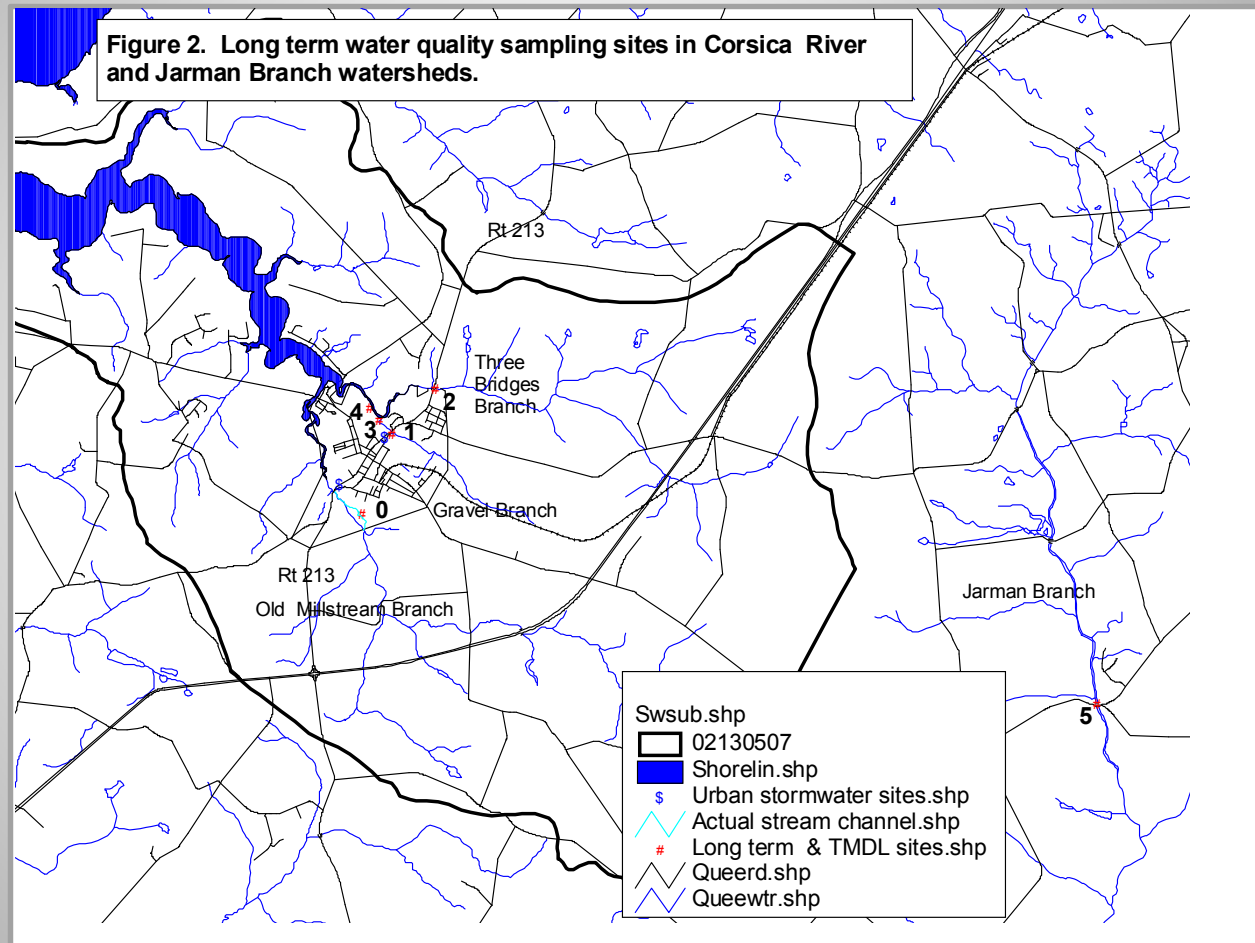 Figure 2. Long term water quality sampling sites in Corsica River
and Jarman Branch watersheds.
Rt 213
Three
Bridges
Branch
2
4
3
$
1
$
0
Gravel Branch
Rt 213
Old Millstream Branch
Jarman Branch
5
Swsub.shp
02130507
Shorelin.shp
$ Urban stormwater sites.shp
Actual stream channel.shp
# Long term & TMDL sites.shp
Queerd.shp
Queewtr.shp